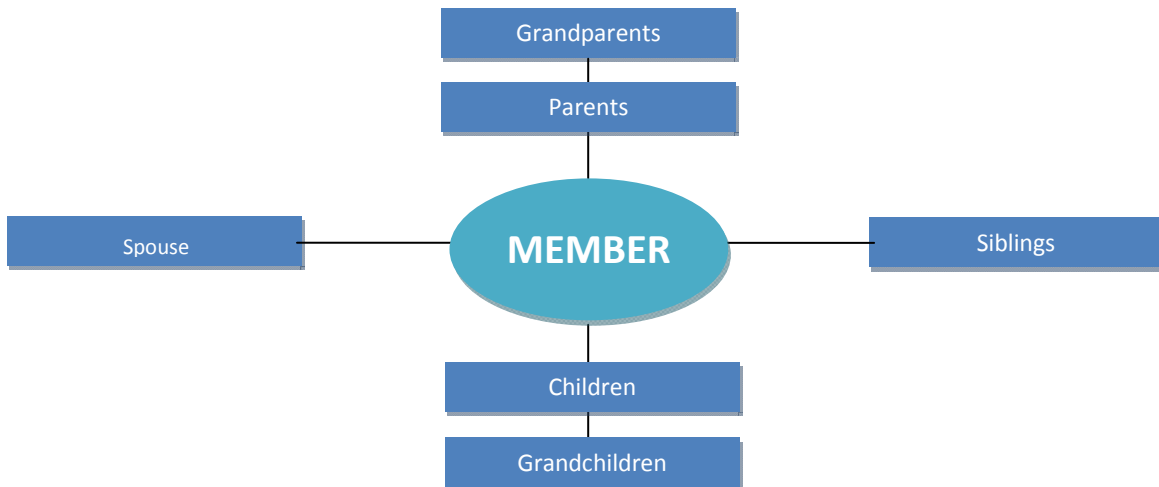 Grandparents
Parents
Spouse
MEMBER
Siblings
Children
Grandchildren